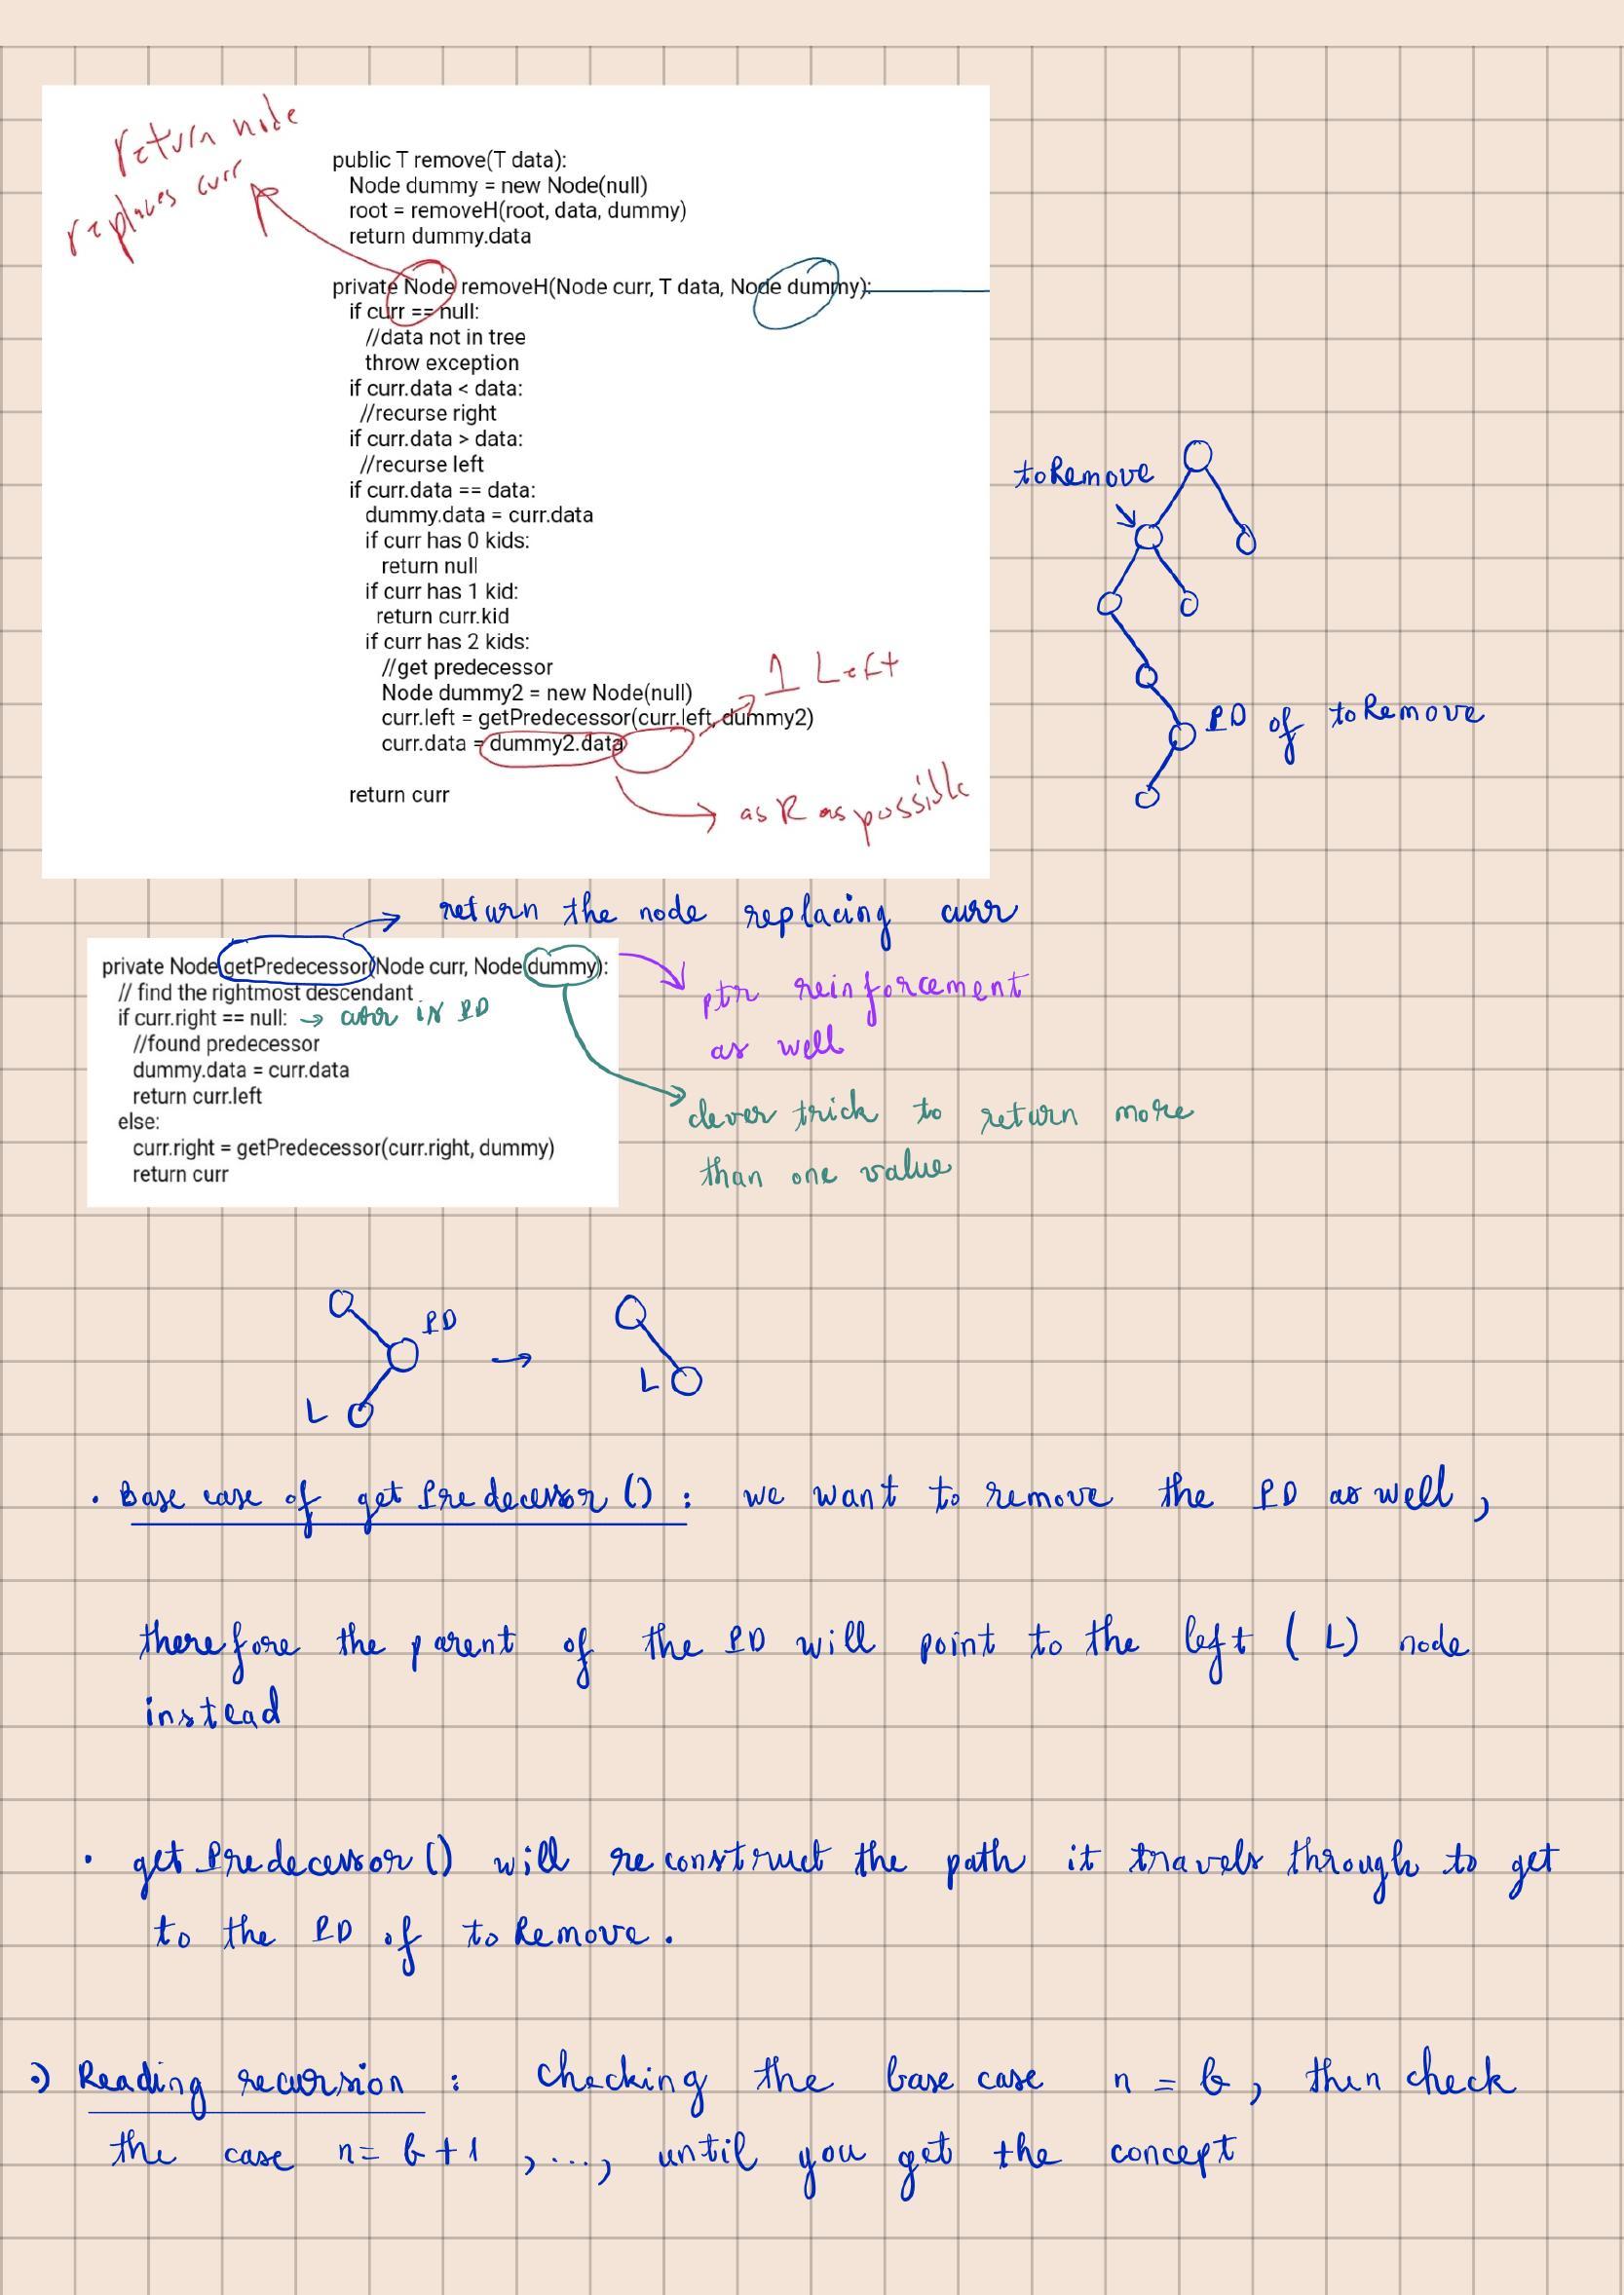 return node
replaces curr
public T remove(T data):
Node dummy = new Node(null)
root = removeH(root, data, dummy)
return dummy.data
private Node removeH(Node curr, T data, Node dummy):
if curr == null:
//data not in tree
throw exception
if curr.data < data:
//recurse right
if curr.data > data:
//recurse left
if curr.data == data:
dummy.data = curr.data
if curr has 0 kids:
return null
if curr has 1 kid:
return curr.kid
if curr has 2 kids:
//get predecessor
Node dummy2 = new Node(null)
curr.left = getPredecessor(curr.left, dummy2)
curr.data = dummy2.data
return curr
1 Left
as R as possible
toRemove
PD of toRemove
return the node replacing curr
private Node getPredecessor(Node curr, Node dummy):
// find the rightmost descendant
if curr.right == null: → curr is PD
//found predecessor
dummy.data = curr.data
return curr.left
else:
curr.right = getPredecessor(curr.right, dummy)
return curr
ptr reinforcement
as well
clever trick to return more
than one value
PD
L
→
L
• Base case of getPredecessor(): we want to remove the PD as well,
therefore the parent of the PD will point to the left (L) node
instead
• getPredecessor() will reconstruct the path it travels through to get
to the PD of toRemove.
Reading recursion: checking the base case n = b, then check
the case n = b + 1, ..., until you get the concept